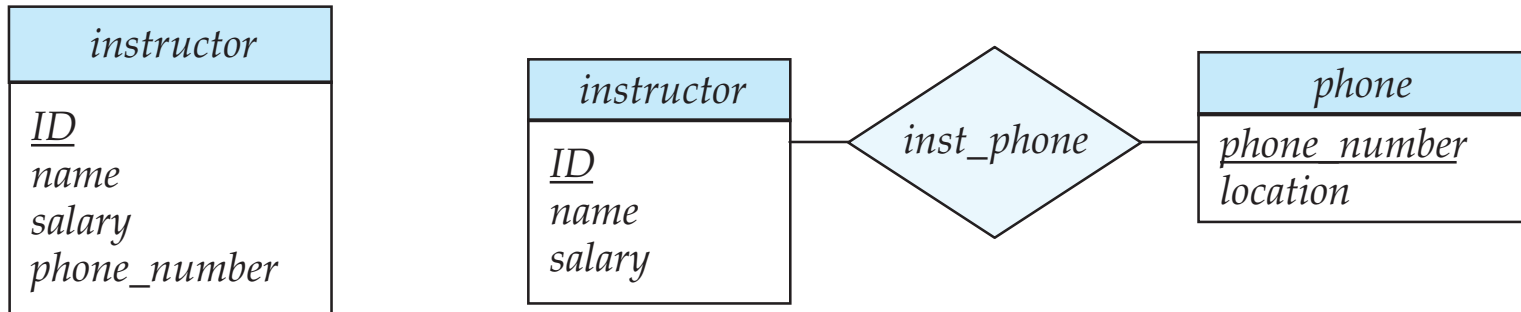 instructor
ID
name
salary
phone_number
instructor
ID
name
salary
inst_phone
phone
phone_number
location